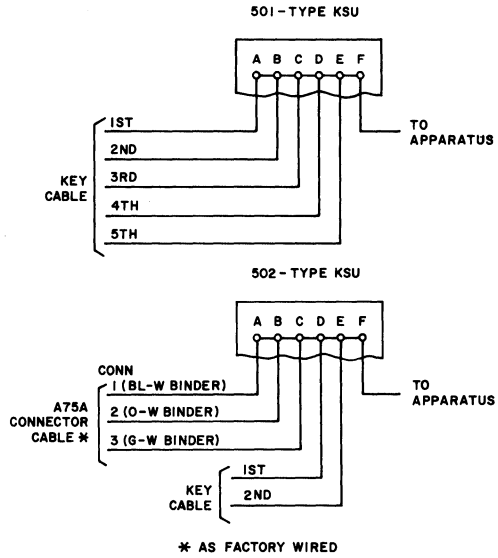 501-TYPE KSU
A B C D E F
1ST
2ND
3RD
4TH
5TH
KEY
CABLE
TO
APPARATUS
502-TYPE KSU
A B C D E F
CONN
1 (BL-W BINDER)
2 (O-W BINDER)
3 (G-W BINDER)
A75A
CONNECTOR
CABLE *
TO
APPARATUS
1ST
2ND
KEY
CABLE
* AS FACTORY WIRED